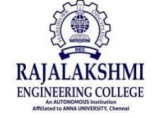 RAJALAKSHMI
ENGINEERING COLLEGE
An AUTONOMOUS Institution
Affiliated to ANNA UNIVERSITY, Chennai